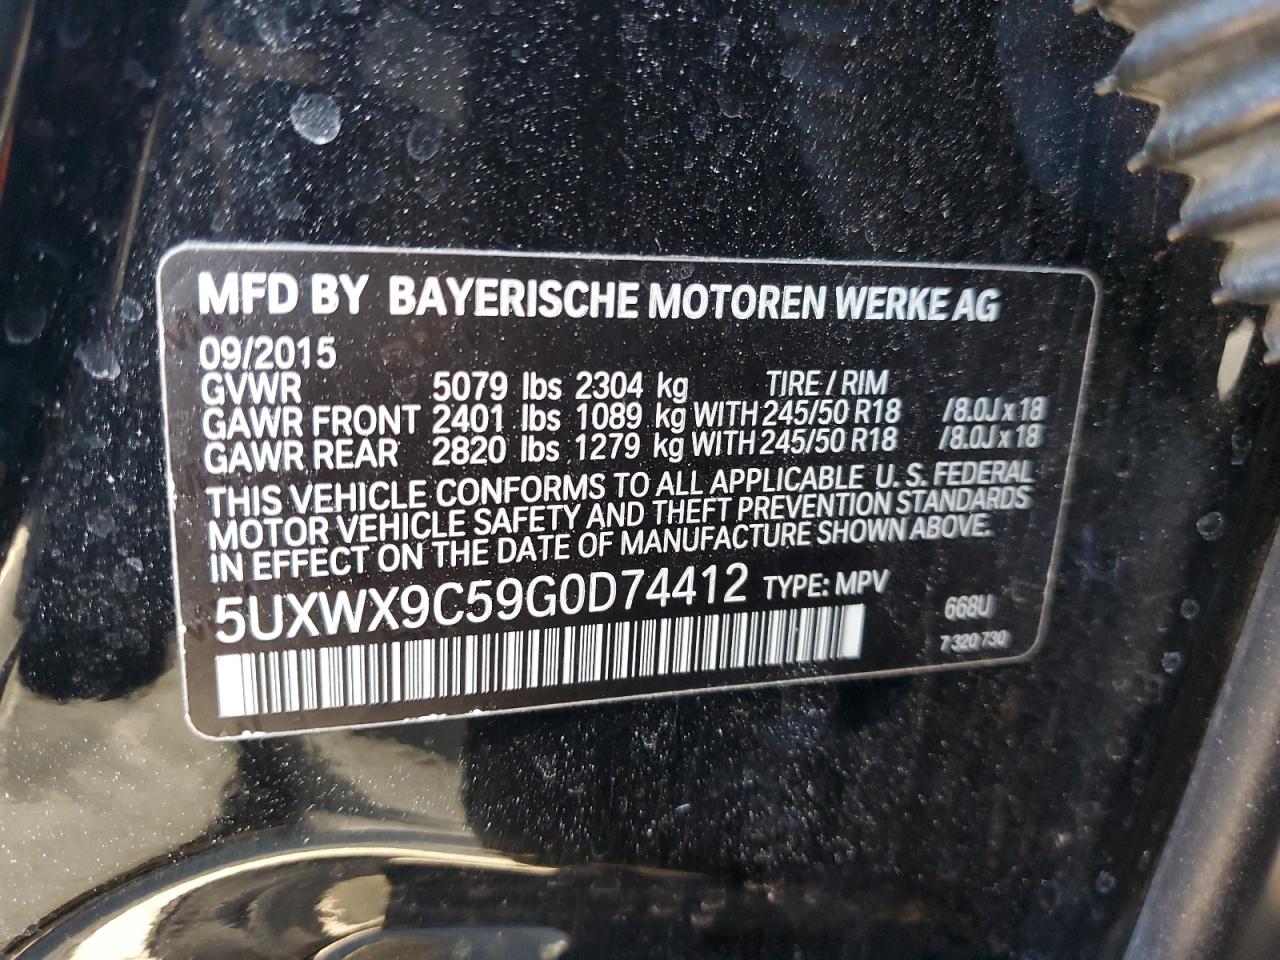 MFD BY BAYERISCHE MOTOREN WERKE AG
09/2015
GVWR 5079 lbs 2304 kg TIRE / RIM
GAWR FRONT 2401 lbs 1089 kg WITH 245/50 R18 /8.0J x 18
GAWR REAR 2820 lbs 1279 kg WITH 245/50 R18 /8.0J x 18
THIS VEHICLE CONFORMS TO ALL APPLICABLE U. S. FEDERAL
MOTOR VEHICLE SAFETY AND THEFT PREVENTION STANDARDS
IN EFFECT ON THE DATE OF MANUFACTURE SHOWN ABOVE.
5UXWX9C59G0D74412 TYPE: MPV
668U
7 320 730